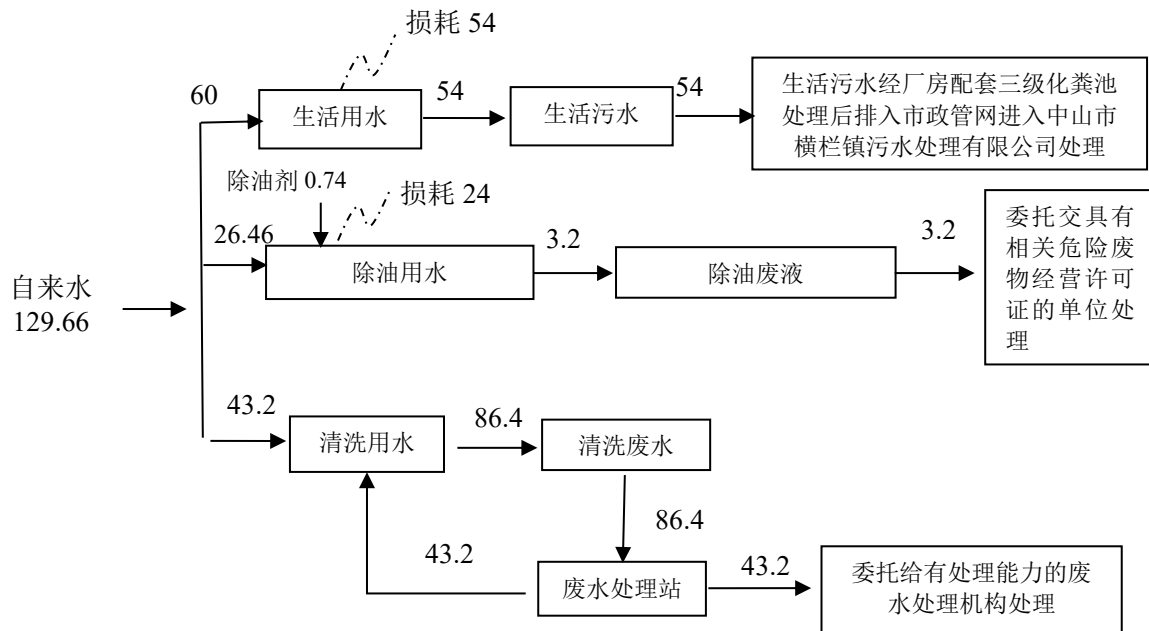 损耗 54
60
生活用水
54
生活污水
54
生活污水经厂房配套三级化粪池
处理后排入市政管网进入中山市
横栏镇污水处理有限公司处理
除油剂 0.74
损耗 24
26.46
除油用水
3.2
除油废液
3.2
委托交具有
相关危险废
物经营许可
证的单位处
理
自来水
129.66
43.2
清洗用水
86.4
清洗废水
86.4
43.2
废水处理站
43.2
委托给有处理能力的废
水处理机构处理